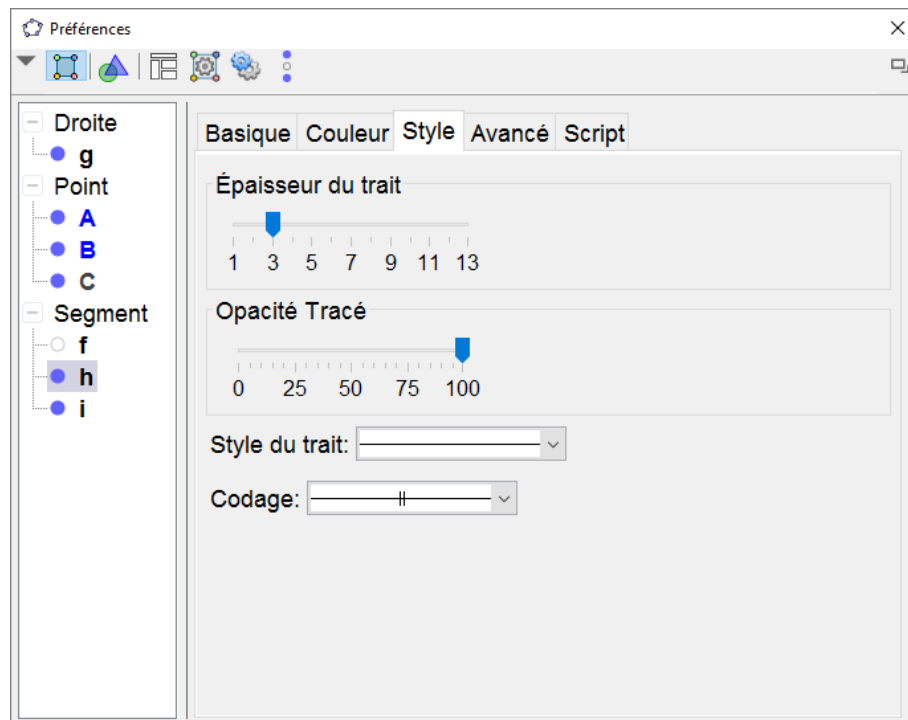 Préférences
Droite
g
Point
A
B
C
Segment
f
h
i
Basique Couleur Style Avancé Script
Épaisseur du trait
1 3 5 7 9 11 13
Opacité Tracé
0 25 50 75 100
Style du trait:
Codage: